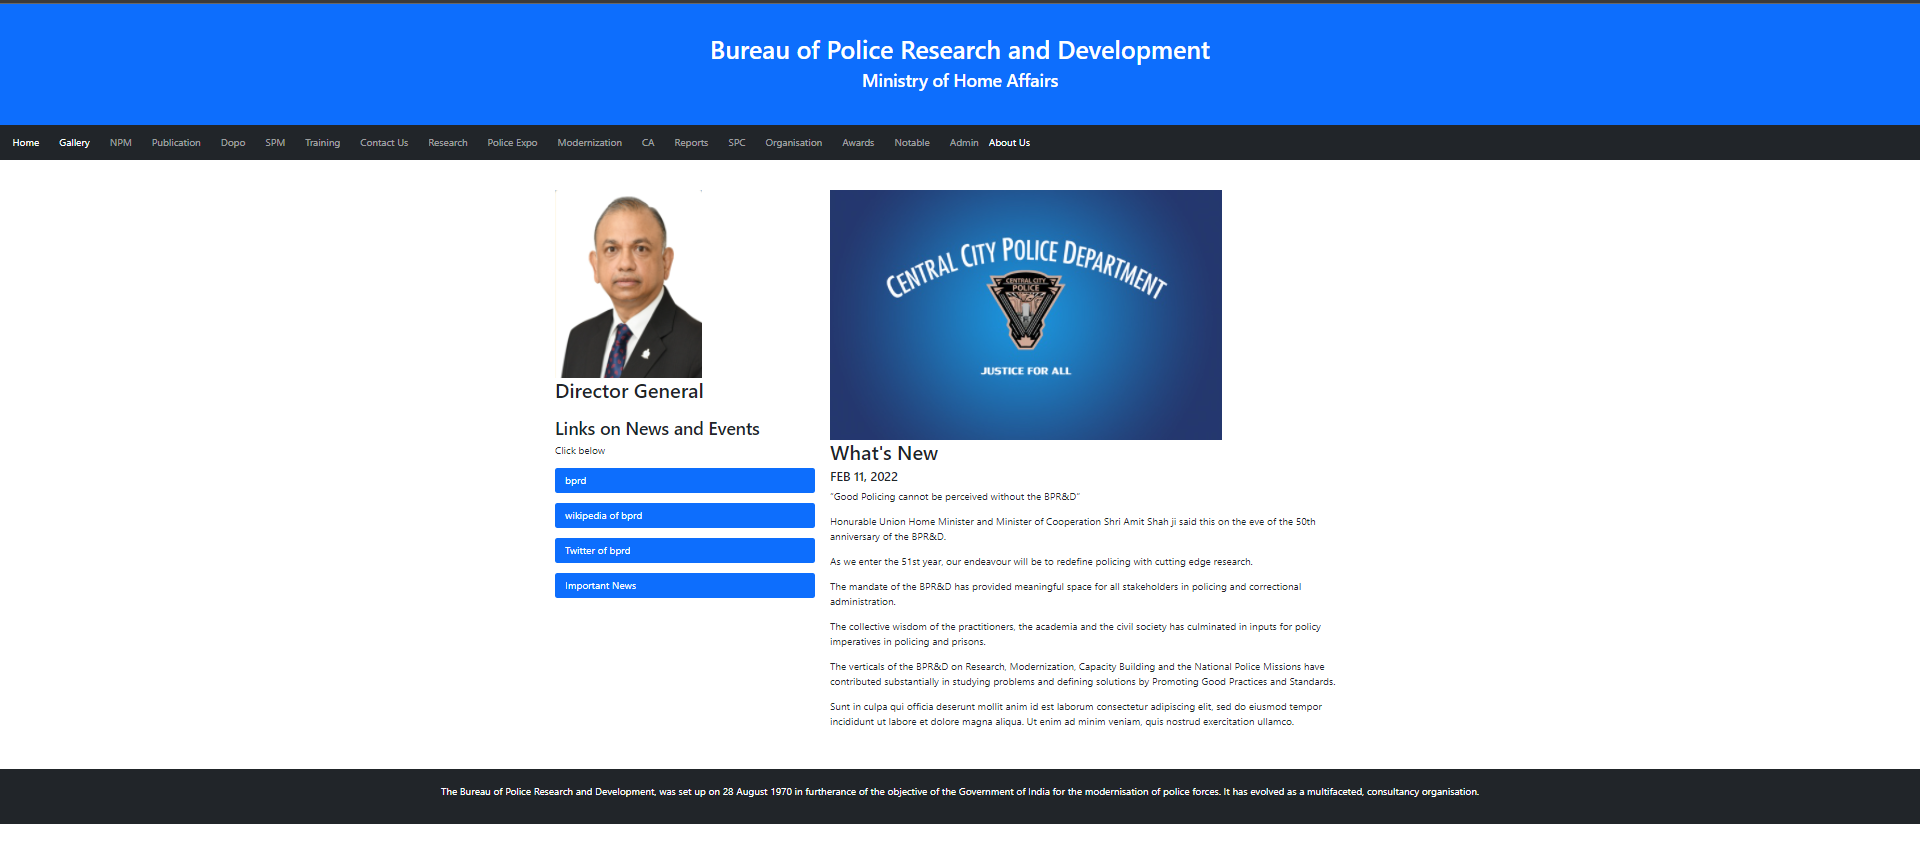 Bureau of Police Research and Development
Ministry of Home Affairs
Home Gallery NPM Publication Dopo SPM Training Contact Us Research Police Expo Modernization CA Reports SPC Organisation Awards Notable Admin About Us
Director General
Links on News and Events
Click below
bprd
wikipedia of bprd
Twitter of bprd
Important News
CENTRAL CITY POLICE DEPARTMENT
CENTRAL CITY
POLICE
JUSTICE FOR ALL
What's New
FEB 11, 2022
"Good Policing cannot be perceived without the BPR&D"
Honurable Union Home Minister and Minister of Cooperation Shri Amit Shah ji said this on the eve of the 50th
anniversary of the BPR&D.
As we enter the 51st year, our endeavour will be to redefine policing with cutting edge research.
The mandate of the BPR&D has provided meaningful space for all stakeholders in policing and correctional
administration.
The collective wisdom of the practitioners, the academia and the civil society has culminated in inputs for policy
imperatives in policing and prisons.
The verticals of the BPR&D on Research, Modernization, Capacity Building and the National Police Missions have
contributed substantially in studying problems and defining solutions by Promoting Good Practices and Standards.
Sunt in culpa qui officia deserunt mollit anim id est laborum consectetur adipiscing elit, sed do eiusmod tempor
incididunt ut labore et dolore magna aliqua. Ut enim ad minim veniam, quis nostrud exercitation ullamco.
The Bureau of Police Research and Development, was set up on 28 August 1970 in furtherance of the objective of the Government of India for the modernisation of police forces. It has evolved as a multifaceted, consultancy organisation.